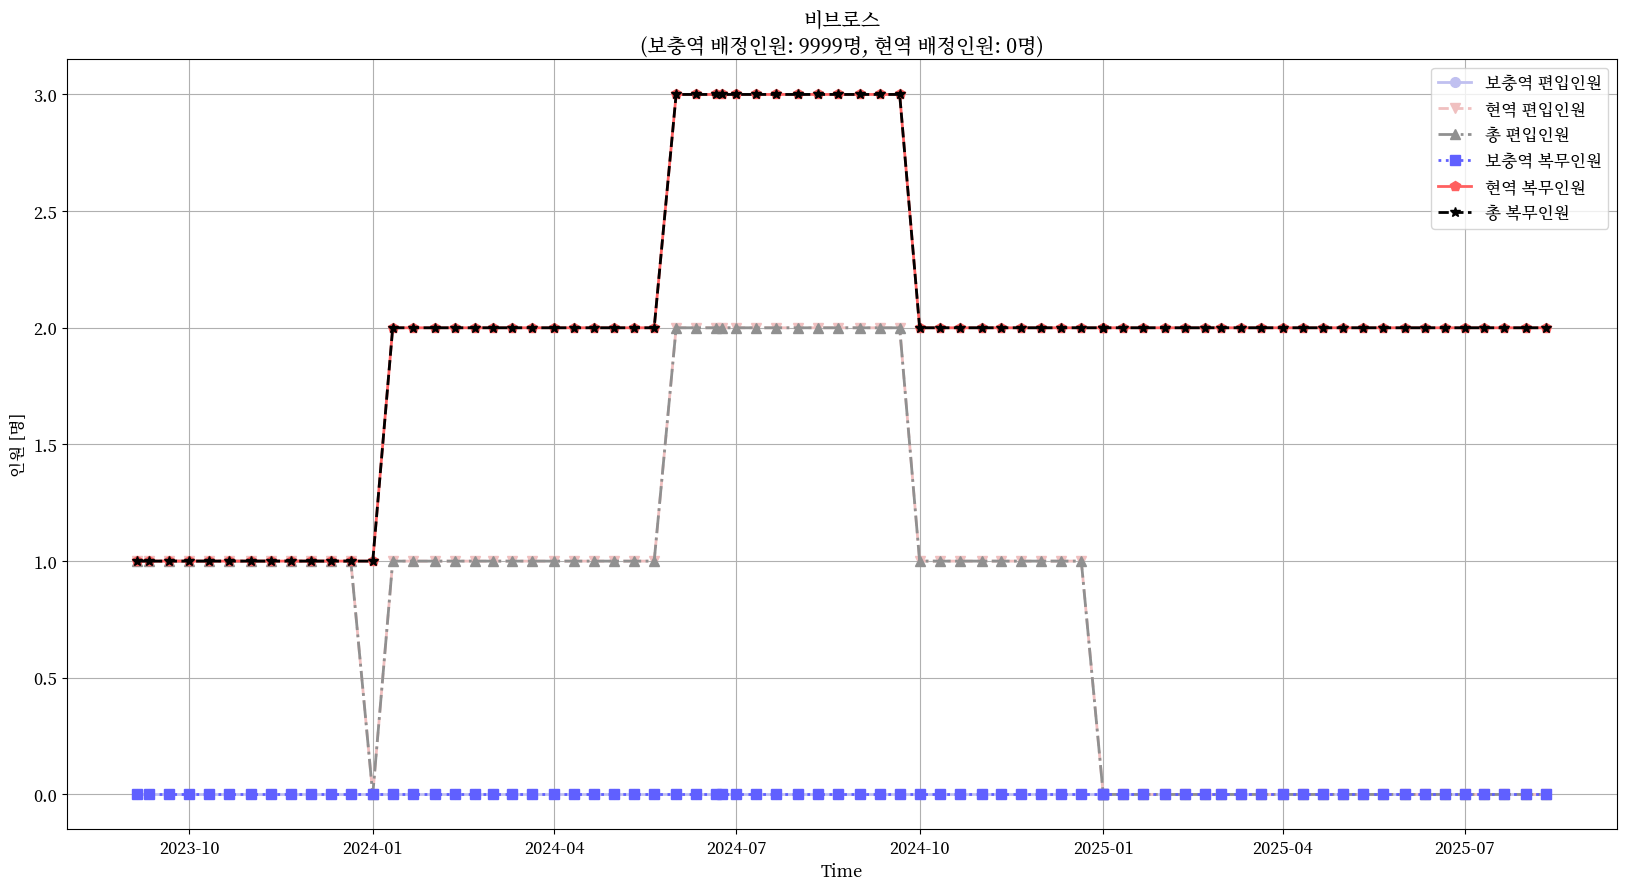 비브로스
(보충역 배정인원: 9999명, 현역 배정인원: 0명)
보충역 편입인원
현역 편입인원
총 편입인원
보충역 복무인원
현역 복무인원
총 복무인원
인원 [명]
3.0
2.5
2.0
1.5
1.0
0.5
0.0
2023-10
2024-01
2024-04
2024-07
2024-10
2025-01
2025-04
2025-07
Time